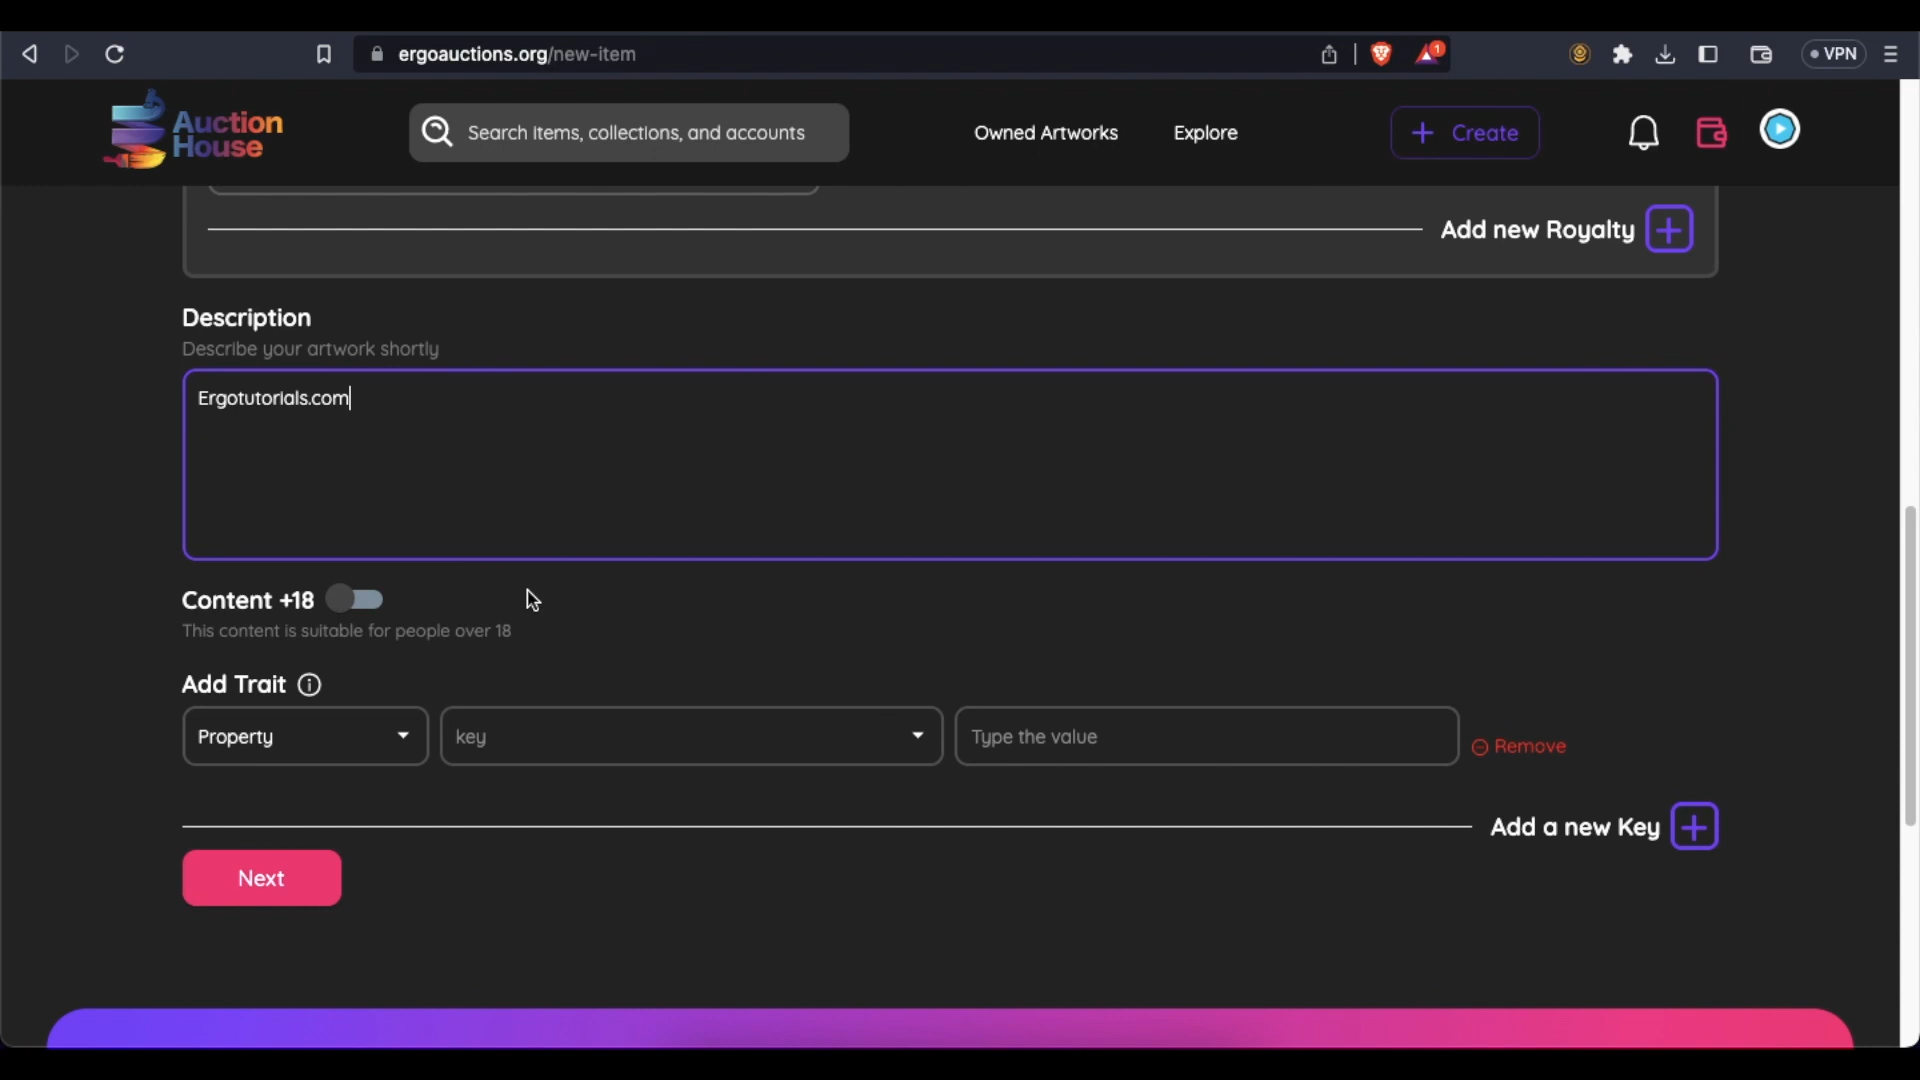 ergoauctions.org/new-item
1
VPN
Auction
House
Search items, collections, and accounts
Owned Artworks
Explore
+ Create
Add new Royalty
Description
Describe your artwork shortly
Ergotutorials.com
Content +18
This content is suitable for people over 18
Add Trait
Property
key
Type the value
Remove
Add a new Key
Next